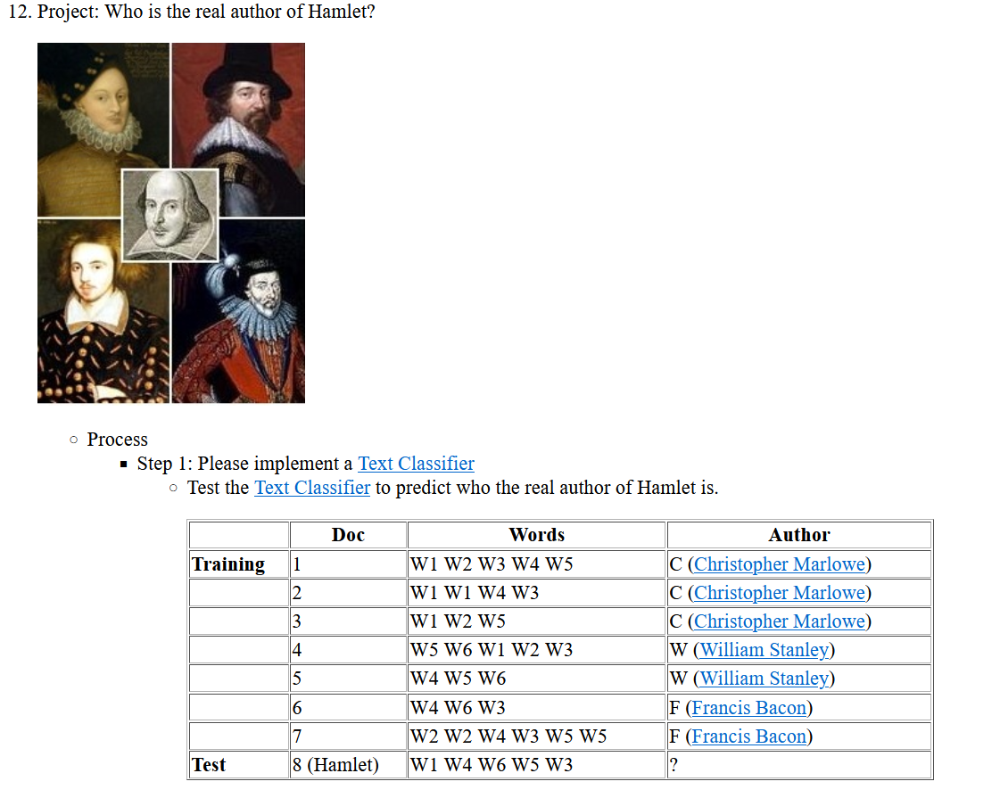 12. Project: Who is the real author of Hamlet?
Process
Step 1: Please implement a Text Classifier
Test the Text Classifier to predict who the real author of Hamlet is.
Doc Words Author
Training 1 W1 W2 W3 W4 W5 C (Christopher Marlowe)
2 W1 W1 W4 W3 C (Christopher Marlowe)
3 W1 W2 W5 C (Christopher Marlowe)
4 W5 W6 W1 W2 W3 W (William Stanley)
5 W4 W5 W6 W (William Stanley)
6 W4 W6 W3 F (Francis Bacon)
7 W2 W2 W4 W3 W5 W5 F (Francis Bacon)
Test 8 (Hamlet) W1 W4 W6 W5 W3 ?